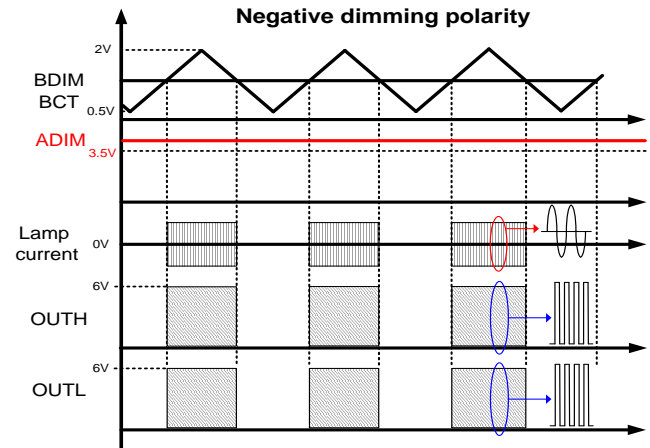 Negative dimming polarity
2V
BDIM
BCT
0.5V
ADIM
3.5V
Lamp
current
0V
6V
OUTH
6V
OUTL